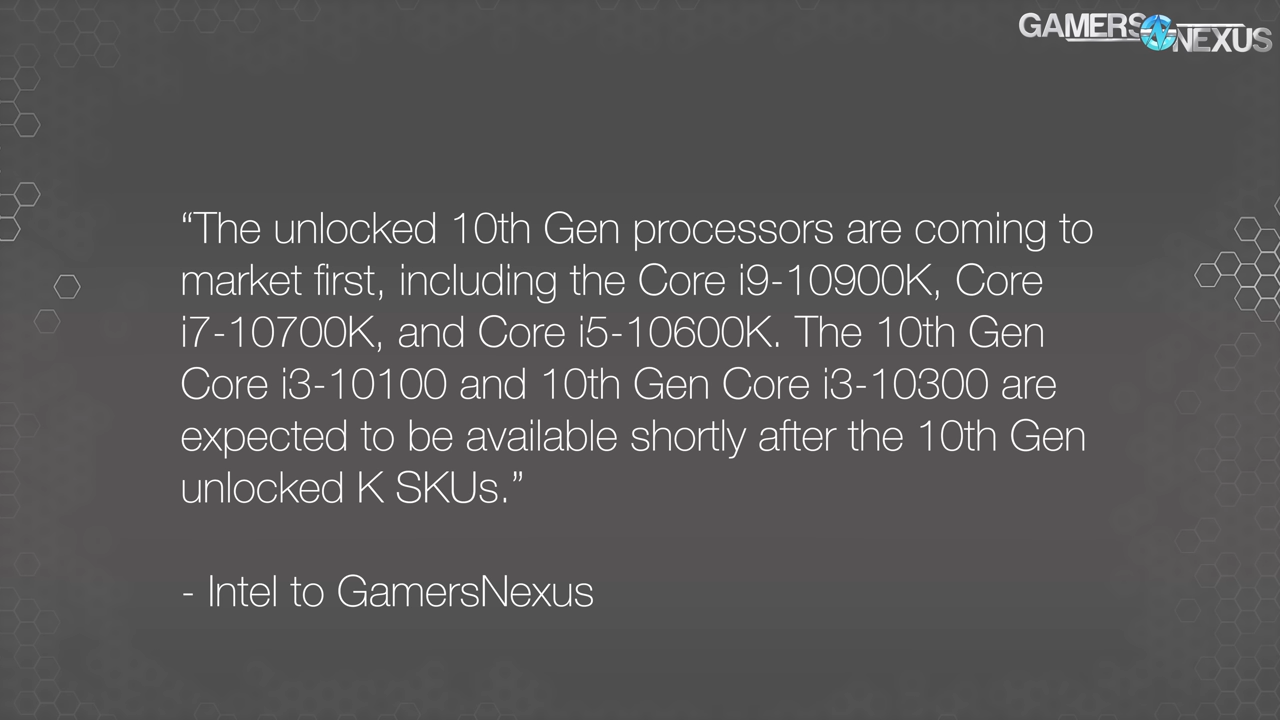 GAMERS NEXUS
“The unlocked 10th Gen processors are coming to
market first, including the Core i9-10900K, Core
i7-10700K, and Core i5-10600K. The 10th Gen
Core i3-10100 and 10th Gen Core i3-10300 are
expected to be available shortly after the 10th Gen
unlocked K SKUs.”
- Intel to GamersNexus